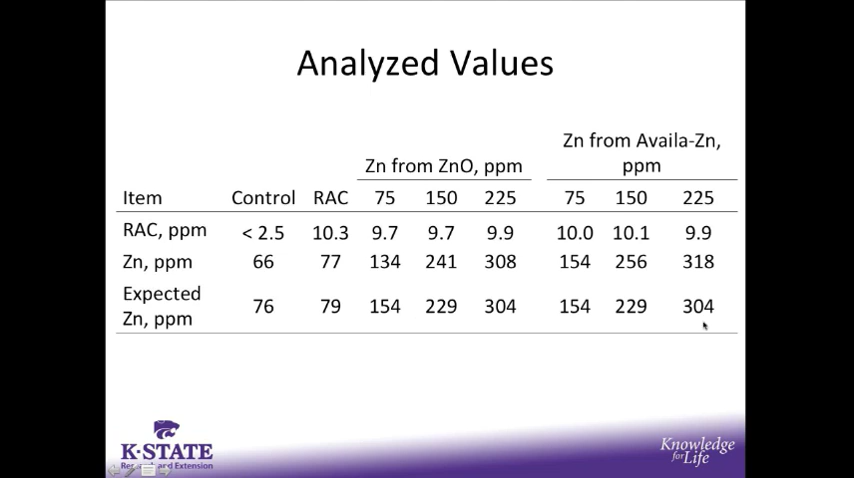 Analyzed Values
Zn from ZnO, ppm
Zn from Availa-Zn,
ppm
Item Control RAC 75 150 225 75 150 225
RAC, ppm < 2.5 10.3 9.7 9.7 9.9 10.0 10.1 9.9
Zn, ppm 66 77 134 241 308 154 256 318
Expected
Zn, ppm 76 79 154 229 304 154 229 304
K-STATE
Research and Extension
Knowledge
for Life